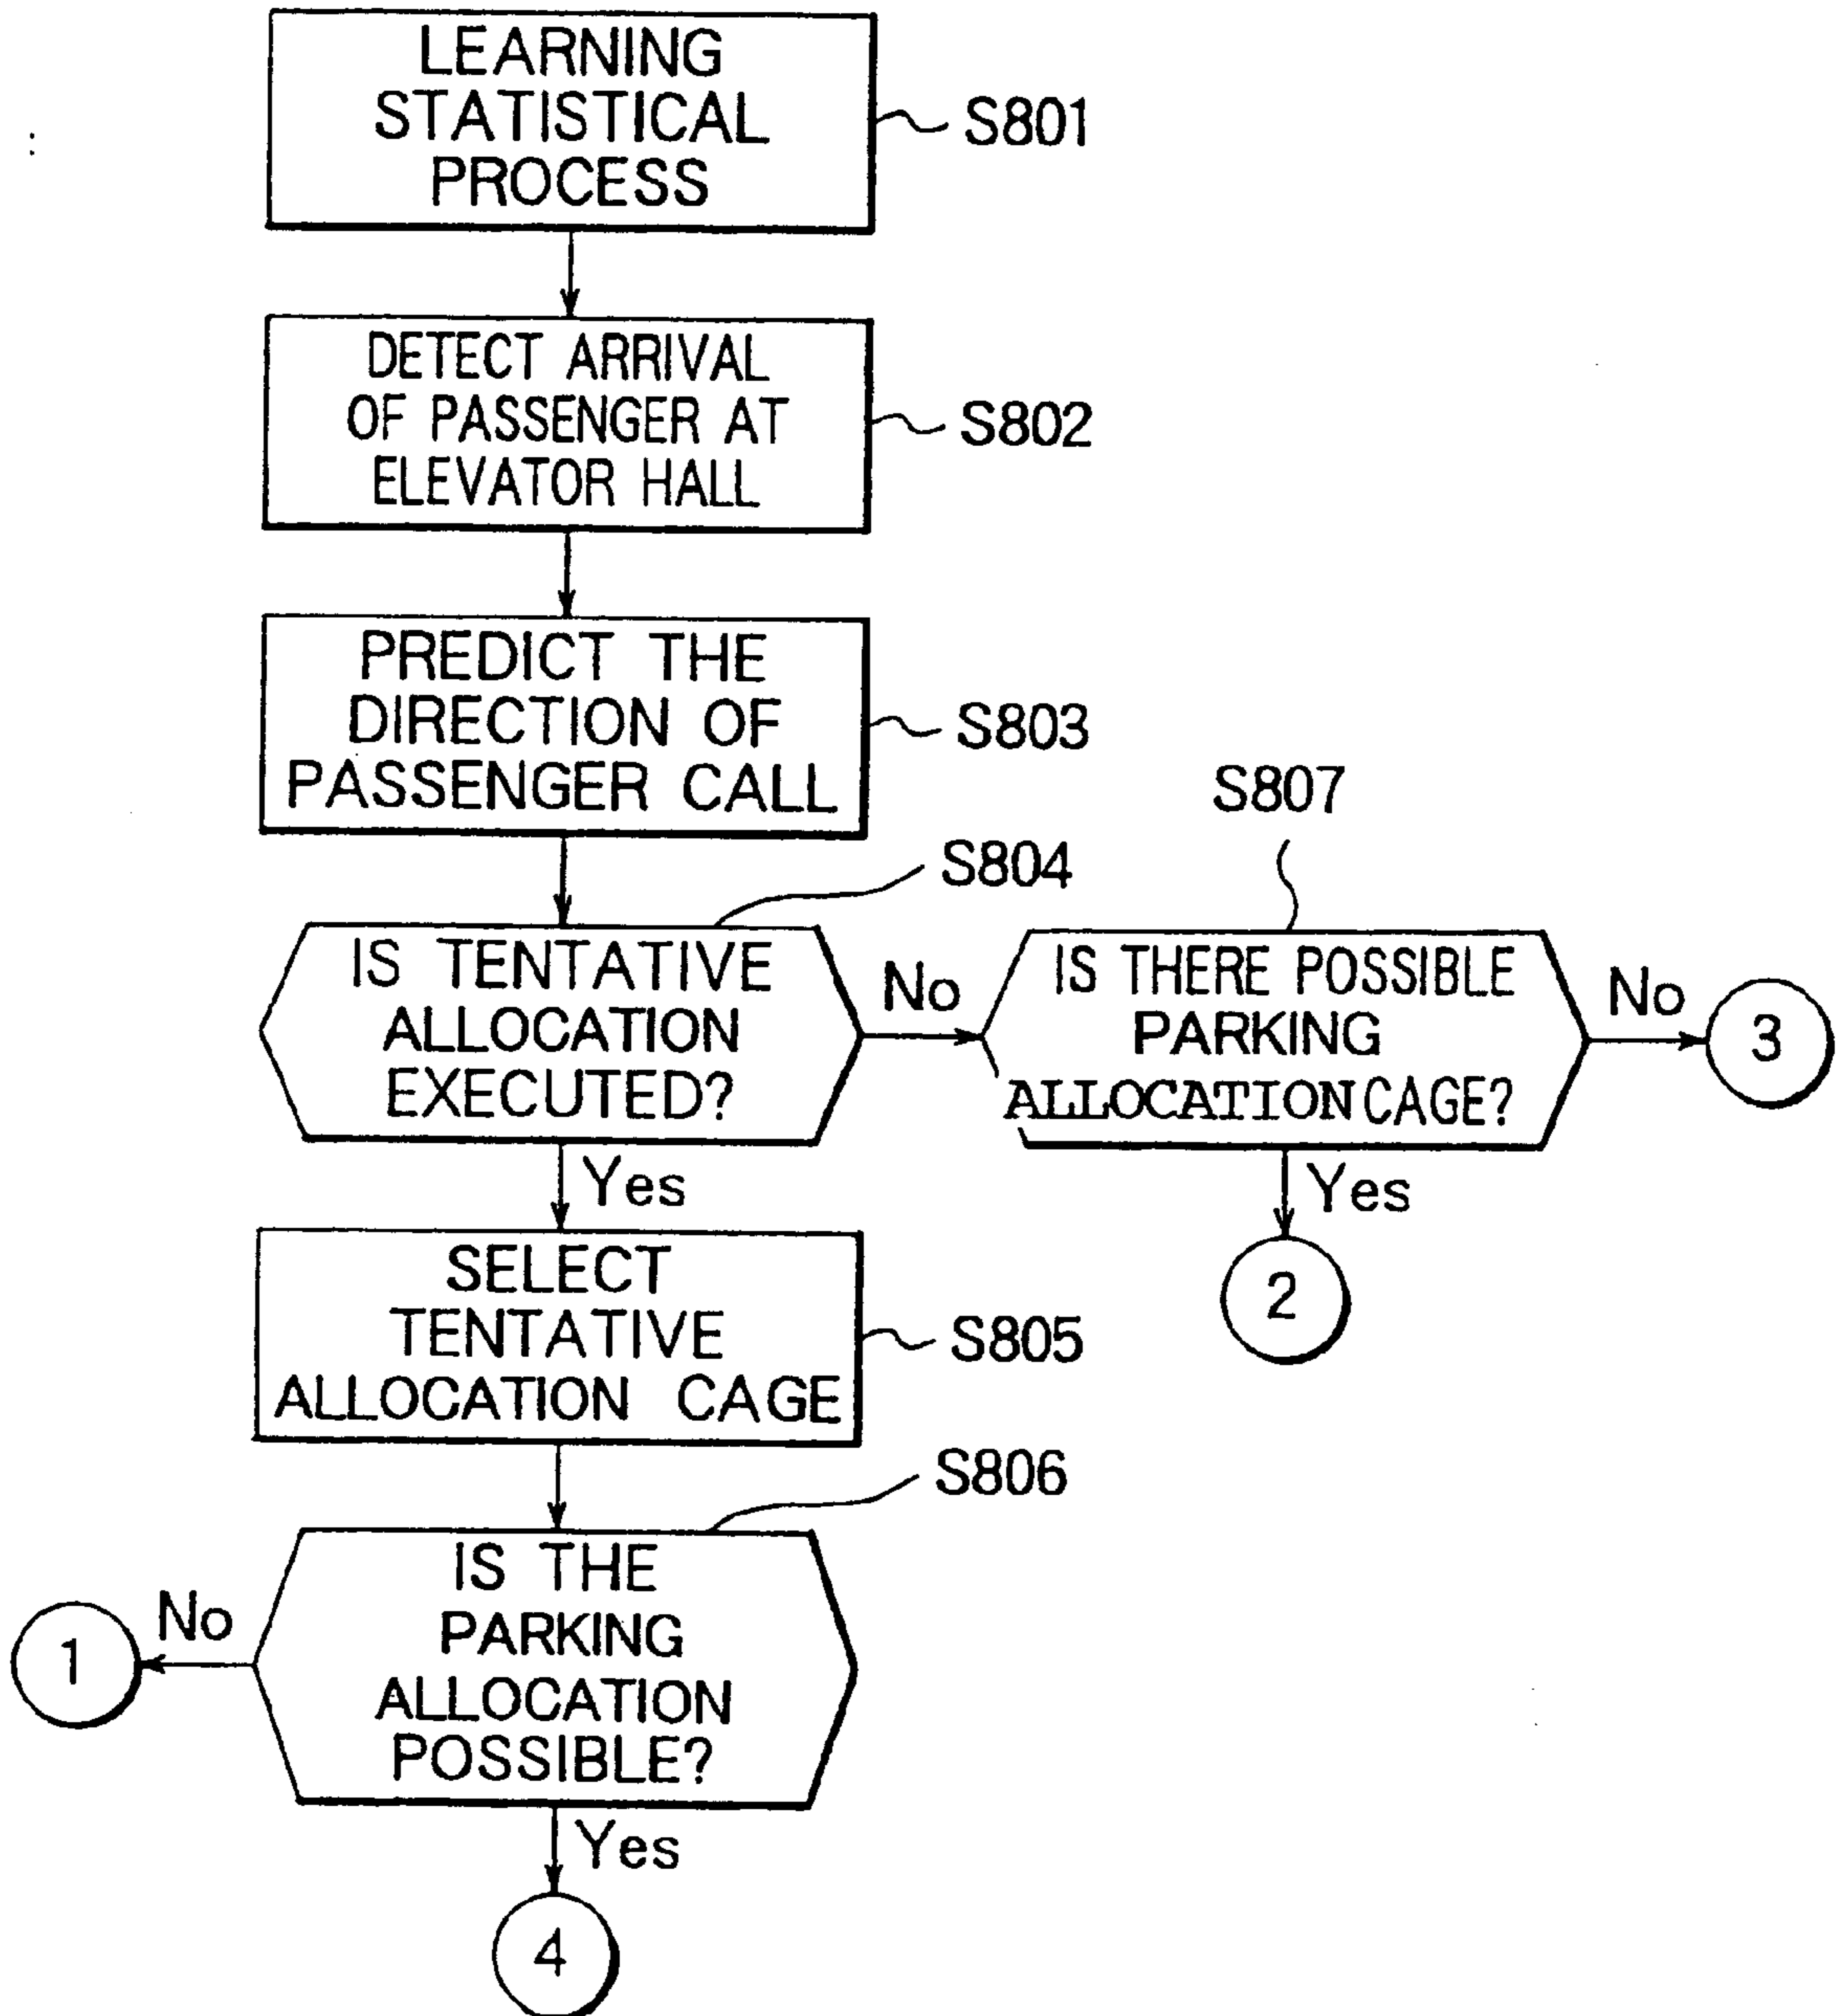 LEARNING
STATISTICAL
PROCESS
S801
DETECT ARRIVAL
OF PASSENGER AT
ELEVATOR HALL
S802
PREDICT THE
DIRECTION OF
PASSENGER CALL
S803
S804
IS TENTATIVE
ALLOCATION
EXECUTED?
No
Yes
S807
IS THERE POSSIBLE
PARKING
ALLOCATION CAGE?
No
3
Yes
2
SELECT
TENTATIVE
ALLOCATION CAGE
S805
S806
IS THE
PARKING
ALLOCATION
POSSIBLE?
No
1
Yes
4